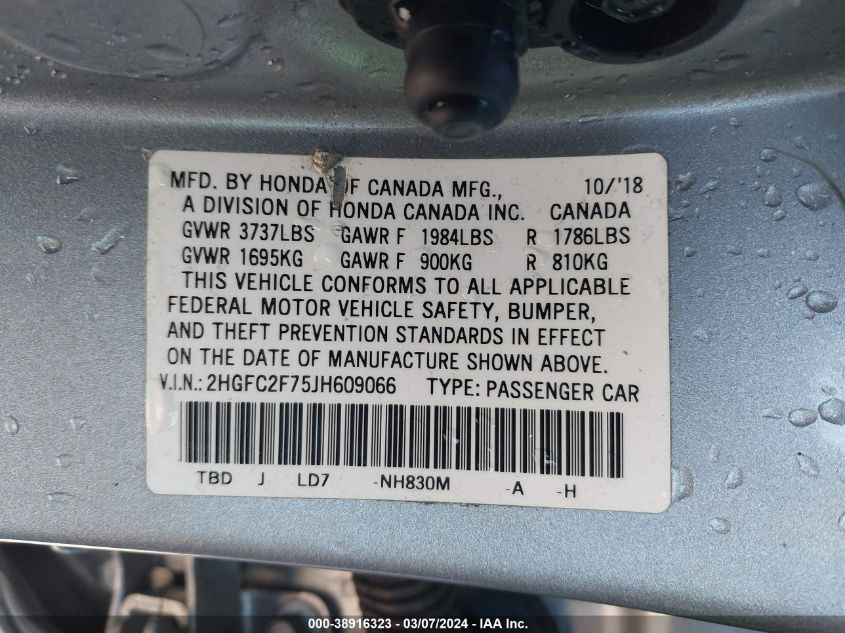 MFD. BY HONDA OF CANADA MFG., 10/'18
A DIVISION OF HONDA CANADA INC. CANADA
GVWR 3737LBS GAWR F 1984LBS R 1786LBS
GVWR 1695KG GAWR F 900KG R 810KG
THIS VEHICLE CONFORMS TO ALL APPLICABLE
FEDERAL MOTOR VEHICLE SAFETY, BUMPER,
AND THEFT PREVENTION STANDARDS IN EFFECT
ON THE DATE OF MANUFACTURE SHOWN ABOVE.
V.I.N.: 2HGFC2F75JH609066 TYPE: PASSENGER CAR
TBD J LD7 -NH830M -A -H
000-38916323 - 03/07/2024 - IAA Inc.